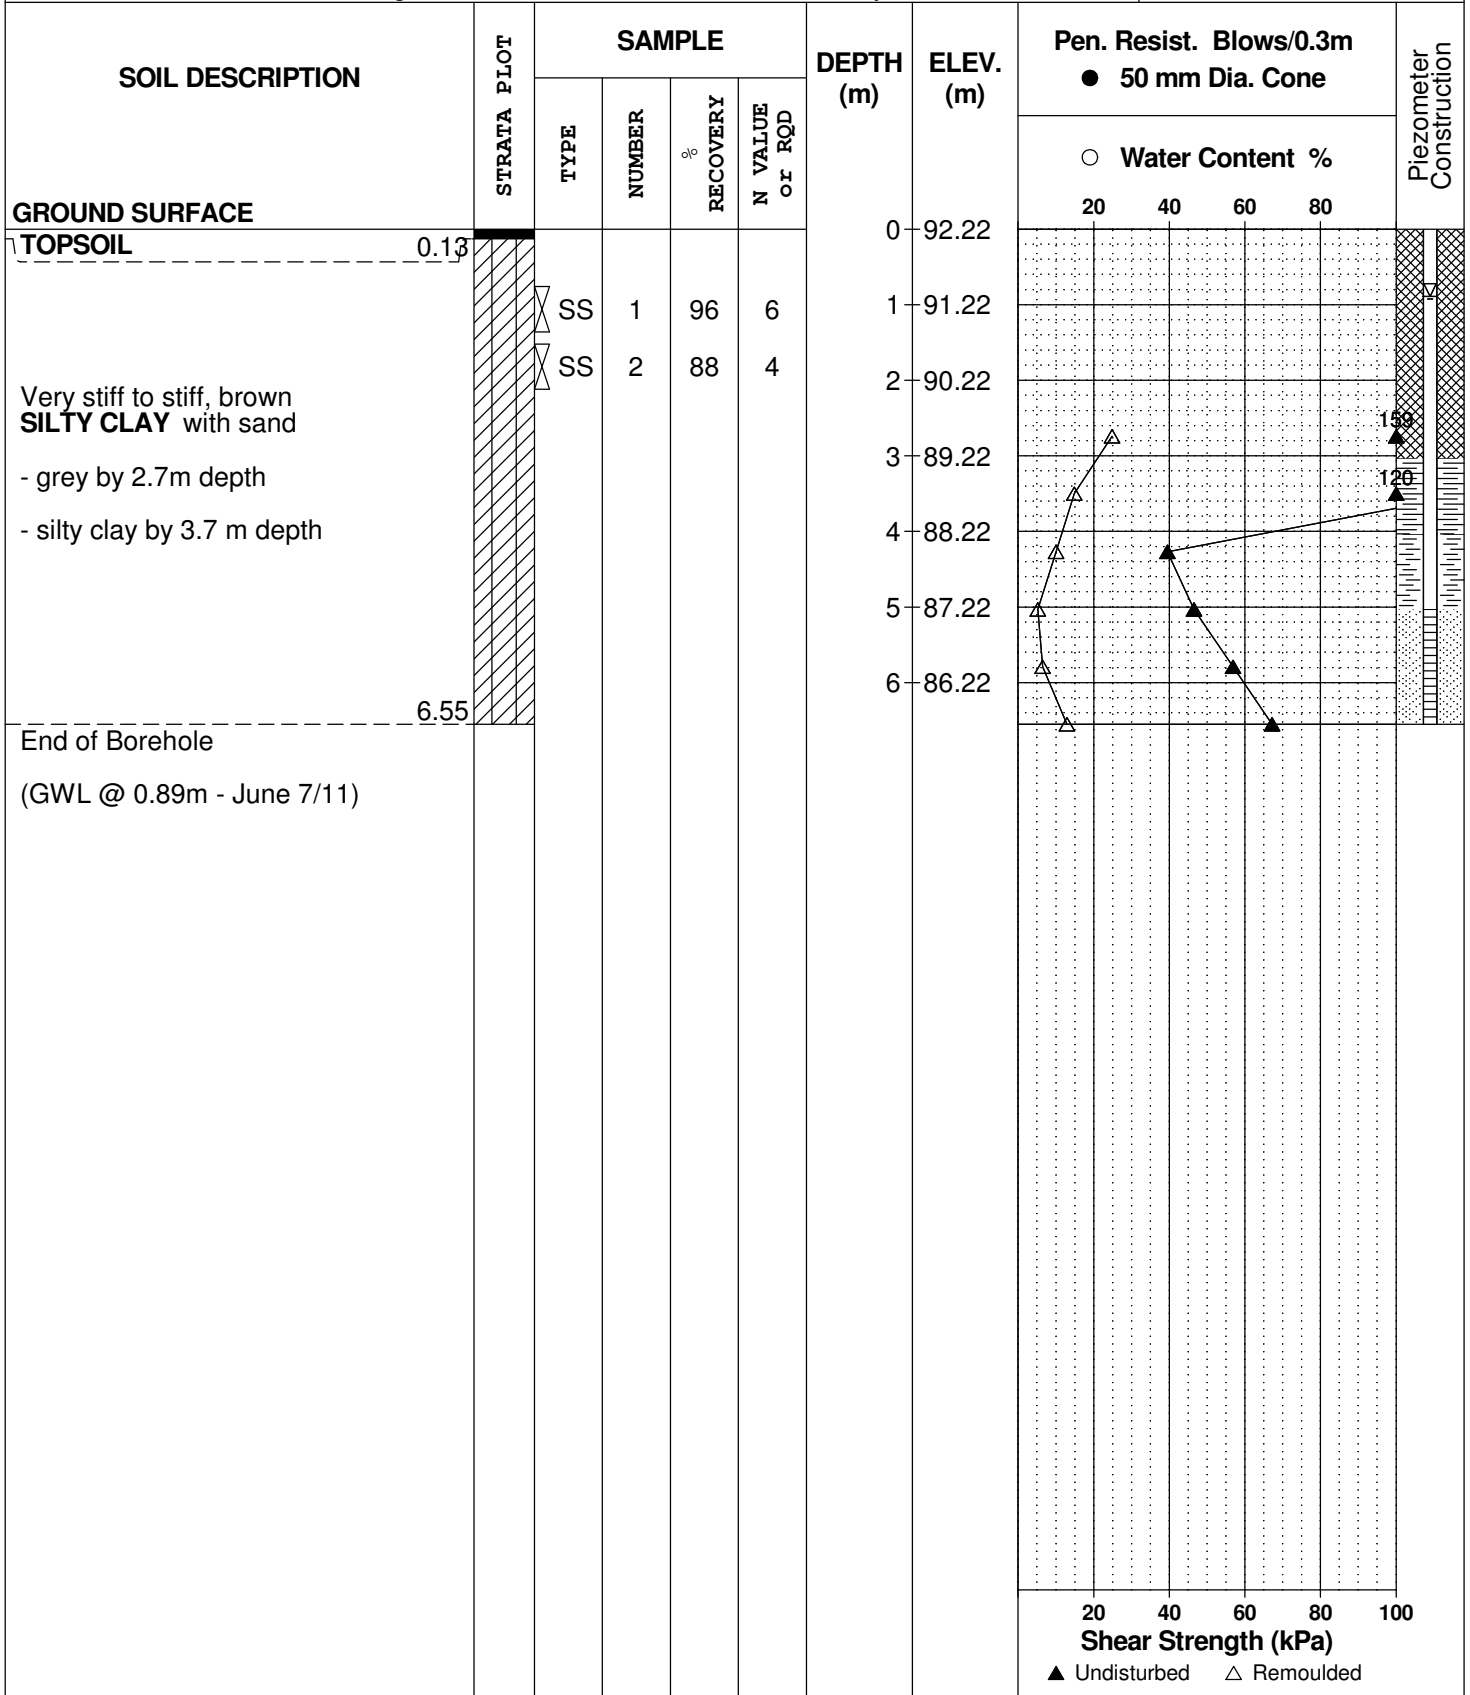 SOIL DESCRIPTION
STRATA PLOT
SAMPLE
TYPE
NUMBER
%
RECOVERY
N VALUE
or RQD
DEPTH
(m)
ELEV.
(m)
Pen. Resist. Blows/0.3m
● 50 mm Dia. Cone
○ Water Content %
20 40 60 80
Piezometer
Construction
GROUND SURFACE
0 92.22
TOPSOIL 0.13
SS 1 96 6
1 91.22
SS 2 88 4
2 90.22
Very stiff to stiff, brown
SILTY CLAY with sand
159
3 89.22
- grey by 2.7m depth
120
- silty clay by 3.7 m depth
4 88.22
5 87.22
6 86.22
6.55
End of Borehole
(GWL @ 0.89m - June 7/11)
20 40 60 80 100
Shear Strength (kPa)
▲ Undisturbed △ Remoulded